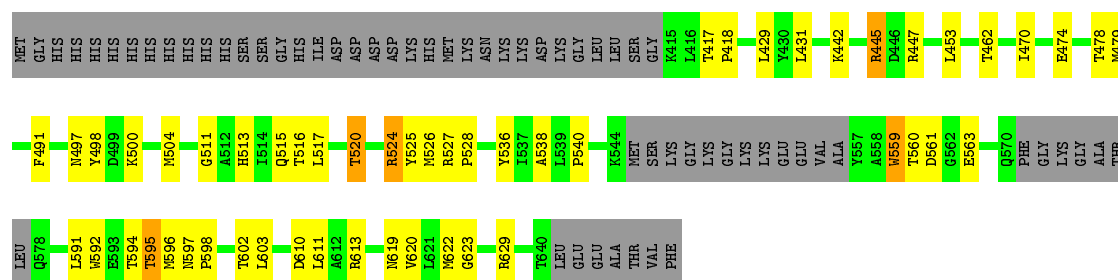 MET GLY HIS HIS HIS HIS HIS HIS HIS HIS HIS HIS SER SER GLY HIS ILE ASP ASP ASP ASP LYS HIS MET LYS ASN LYS LYS ASP LYS GLY LEU LEU SER GLY K415 L416 T417 P418 L429 Y430 L431 K442 R445 D446 R447 L453 T462 I470 E474 T478 M479
F491 N497 Y498 D499 K500 M504 G511 A512 H513 I514 Q515 T516 L517 T520 R524 Y525 M526 R527 P528 Y536 I537 A538 L539 P540 K544 MET SER LYS GLY LYS GLY LYS LYS GLU GLU VAL ALA Y557 A558 W559 T560 D561 G562 E563 Q570 PHE GLY LYS GLY ALA THR
LEU Q578 L591 W592 E593 T594 T595 M596 N597 P598 T602 L603 D610 L611 A612 R613 N619 V620 L621 M622 G623 R629 T640 LEU GLU GLU ALA THR VAL PHE